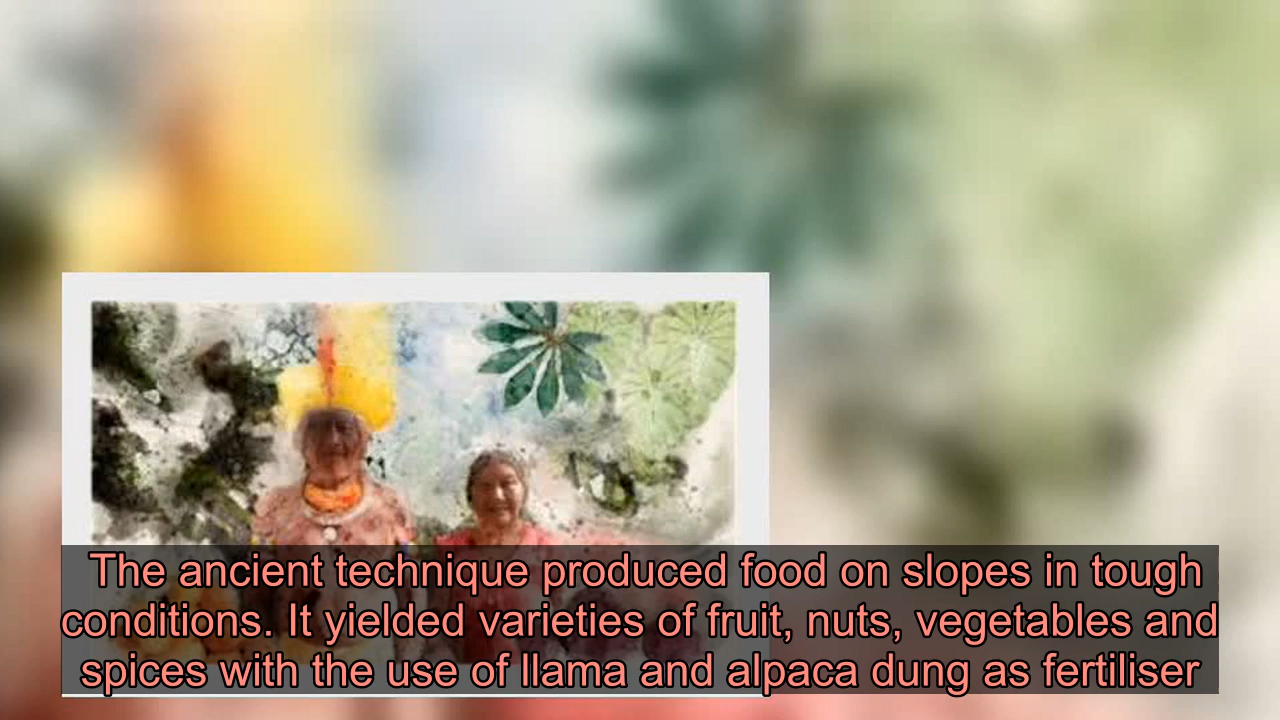 The ancient technique produced food on slopes in tough
conditions. It yielded varieties of fruit, nuts, vegetables and
spices with the use of llama and alpaca dung as fertiliser